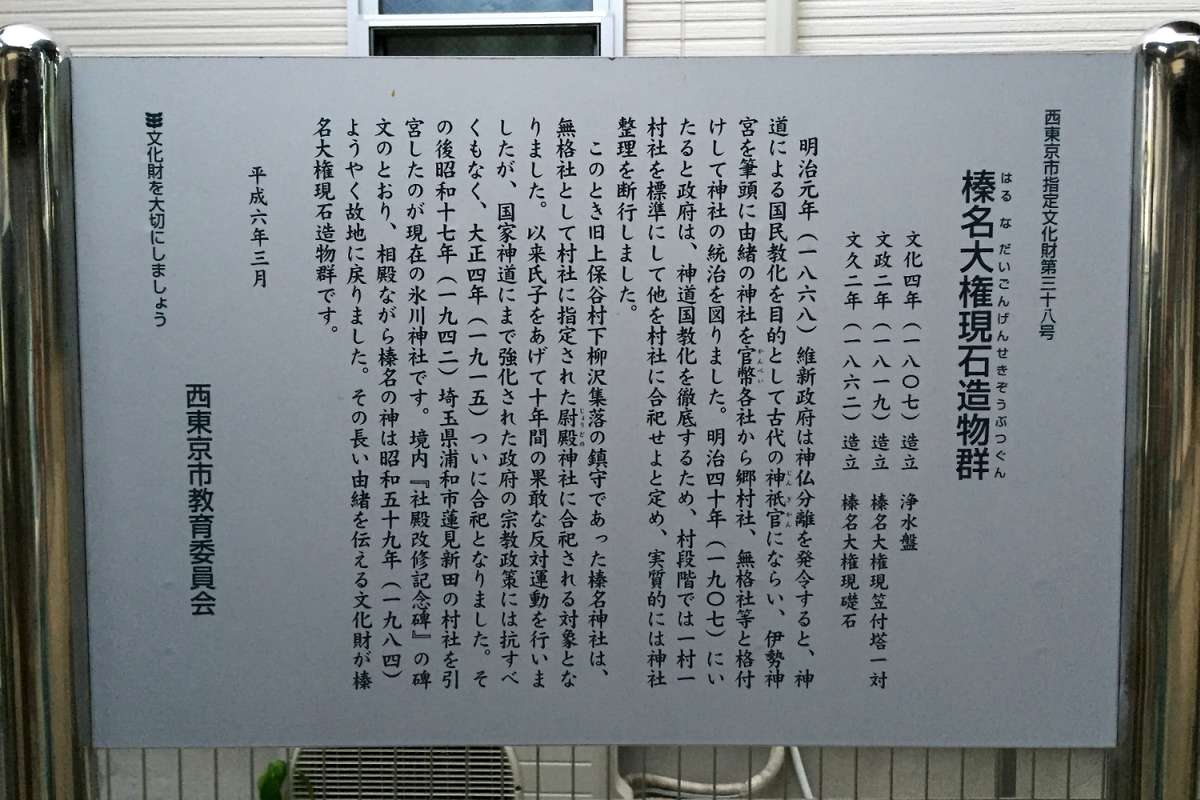 西東京市指定文化財第三十八号
はるなだいごんげんせきぞうぶつぐん
榛名大権現石造物群
文化四年（一八〇七）造立　浄水盤
文政二年（一八一九）造立　榛名大権現笠付塔一対
文久二年（一八六二）造立　榛名大権現礎石
明治元年（一八六八）維新政府は神仏分離を発令すると、神
道による国民教化を目的として古代の神祇官にならい、伊勢神
じんぎかん
宮を筆頭に由緒の神社を官幣各社から郷村社、無格社等と格付
かんぺい
けして神社の統治を図りました。明治四十年（一九〇七）にい
たると政府は、神道国教化を徹底するため、村段階では一村一
村社を標準にして他を村社に合祀せよと定め、実質的には神社
整理を断行しました。
このとき旧上保谷村下柳沢集落の鎮守であった榛名神社は、
無格社として村社に指定された尉殿神社に合祀される対象とな
じょうどの
りました。以来氏子をあげて十年間の果敢な反対運動を行いま
したが、国家神道にまで強化された政府の宗教政策には抗すべ
くもなく、大正四年（一九一五）ついに合祀となりました。そ
の後昭和十七年（一九四二）埼玉県浦和市蓮見新田の村社を引
宮したのが現在の氷川神社です。境内『社殿改修記念碑』の碑
文のとおり、相殿ながら榛名の神は昭和五十九年（一九八四）
ようやく故地に戻りました。その長い由緒を伝える文化財が榛
名大権現石造物群です。
平成六年三月
西東京市教育委員会
文化財を大切にしましょう